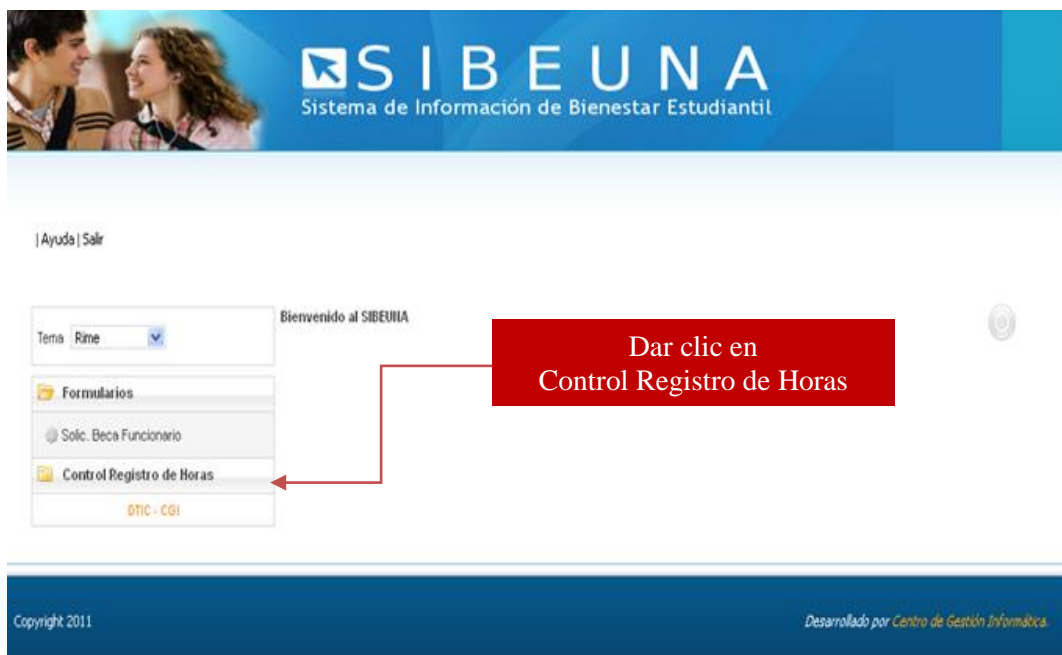 SIBEUNA
Sistema de Información de Bienestar Estudiantil
| Ayuda | Salir
Bienvenido al SIBEUNA
Tema Rime
Dar clic en
Control Registro de Horas
Formularios
Solic. Beca Funcionario
Control Registro de Horas
DTIC - CGI
Copyright 2011
Desarrollado por Centro de Gestión Informática.